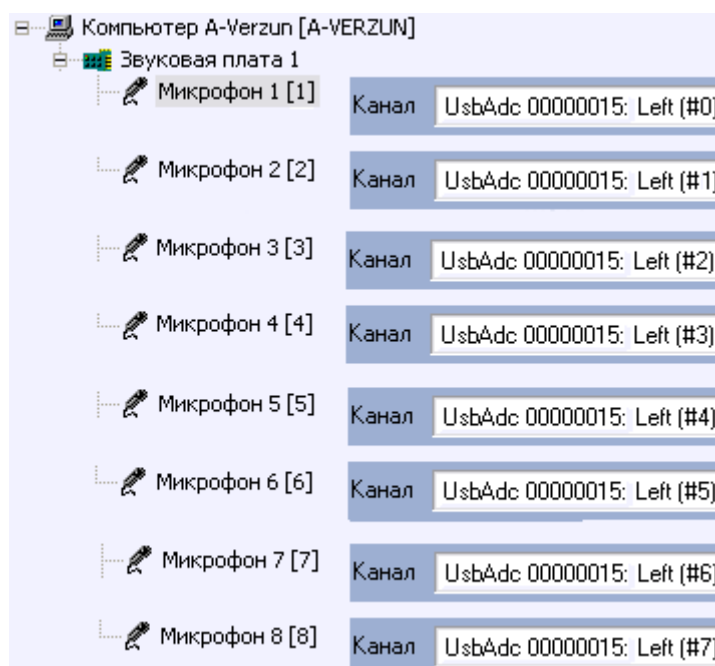 Компьютер A-Verzun [A-VERZUN]
Звуковая плата 1
Микрофон 1 [1] Канал UsbAdc 00000015: Left (#0)
Микрофон 2 [2] Канал UsbAdc 00000015: Left (#1)
Микрофон 3 [3] Канал UsbAdc 00000015: Left (#2)
Микрофон 4 [4] Канал UsbAdc 00000015: Left (#3)
Микрофон 5 [5] Канал UsbAdc 00000015: Left (#4)
Микрофон 6 [6] Канал UsbAdc 00000015: Left (#5)
Микрофон 7 [7] Канал UsbAdc 00000015: Left (#6)
Микрофон 8 [8] Канал UsbAdc 00000015: Left (#7)